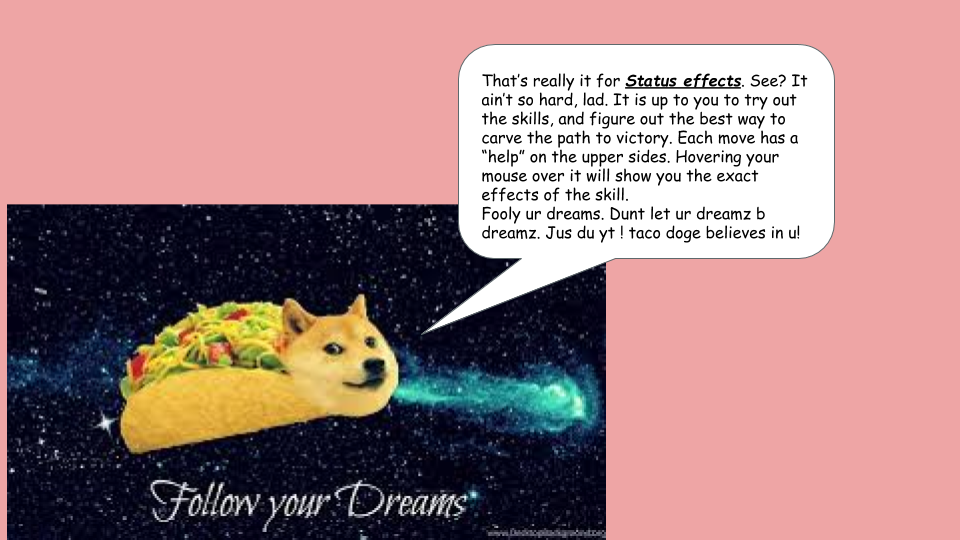 That's really it for Status effects. See? It
ain't so hard, lad. It is up to you to try out
the skills, and figure out the best way to
carve the path to victory. Each move has a
“help” on the upper sides. Hovering your
mouse over it will show you the exact
effects of the skill.
Fooly ur dreams. Dunt let ur dreamz b
dreamz. Jus du yt ! taco doge believes in u!
Follow your Dreams